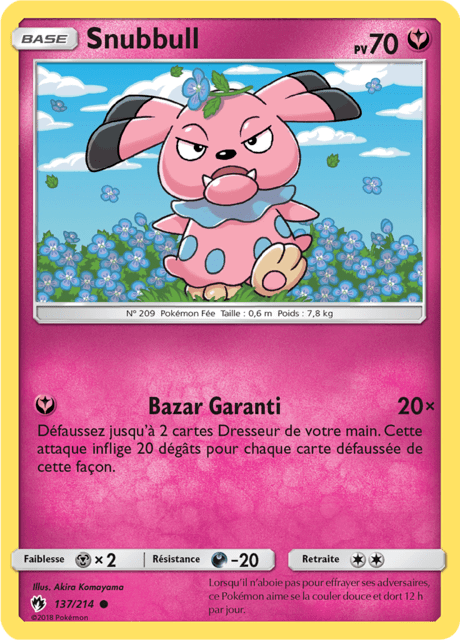 BASE Snubbull PV 70
N° 209 Pokémon Fée Taille : 0,6 m Poids : 7,8 kg
Bazar Garanti 20×
Défaussez jusqu'à 2 cartes Dresseur de votre main. Cette
attaque inflige 20 dégâts pour chaque carte défaussée de
cette façon.
Faiblesse × 2 Résistance -20 Retraite
Illus. Akira Komayama
137/214
©2018 Pokémon
Lorsqu'il n'aboie pas pour effrayer ses adversaires,
ce Pokémon aime se la couler douce et dort 12 h
par jour.